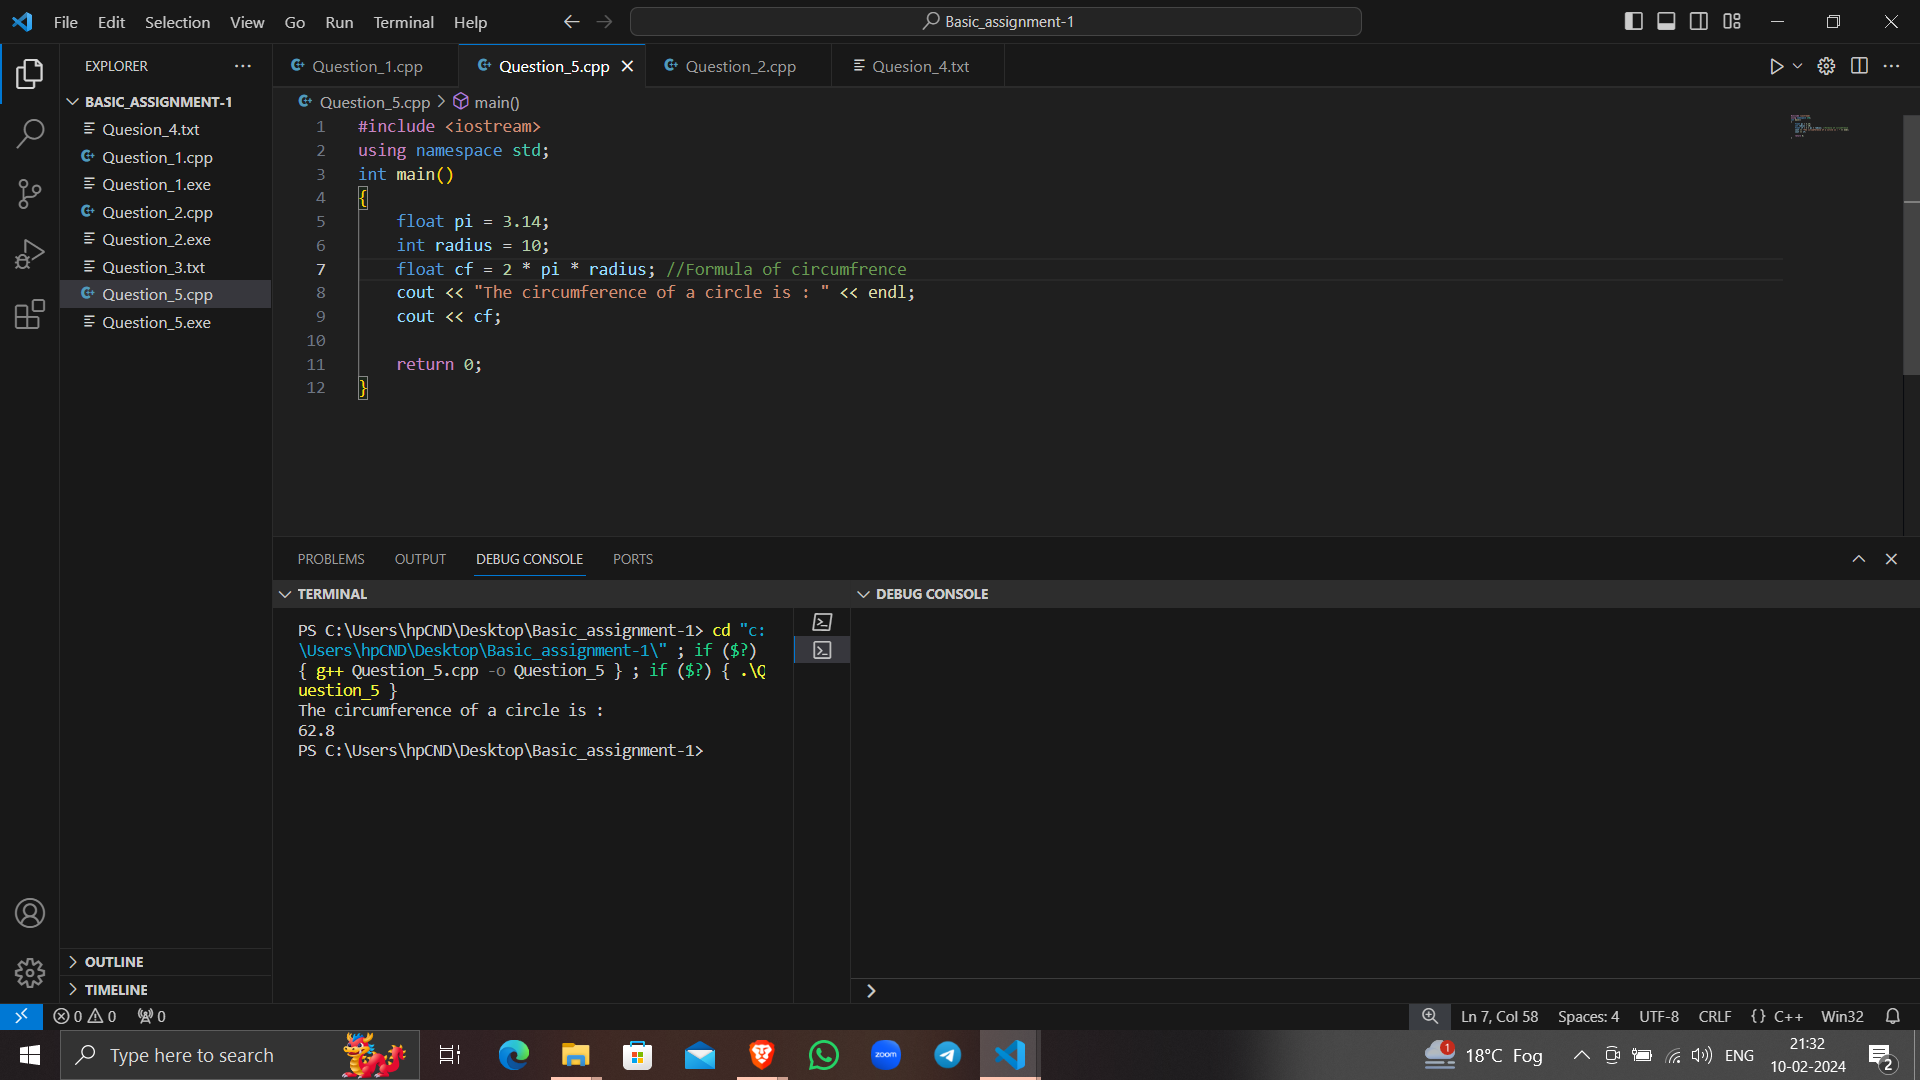 File Edit Selection View Go Run Terminal Help
Basic_assignment-1
EXPLORER
BASIC_ASSIGNMENT-1
Quesion_4.txt
Question_1.cpp
Question_1.exe
Question_2.cpp
Question_2.exe
Question_3.txt
Question_5.cpp
Question_5.exe
OUTLINE
TIMELINE
Question_1.cpp Question_5.cpp Question_2.cpp Quesion_4.txt
Question_5.cpp > main()
1 #include <iostream>
2 using namespace std;
3 int main()
4 {
5 float pi = 3.14;
6 int radius = 10;
7 float cf = 2 * pi * radius; //Formula of circumfrence
8 cout << "The circumference of a circle is : " << endl;
9 cout << cf;
10
11 return 0;
12 }
PROBLEMS OUTPUT DEBUG CONSOLE PORTS
TERMINAL
PS C:\Users\hpCND\Desktop\Basic_assignment-1> cd "c:
\Users\hpCND\Desktop\Basic_assignment-1\" ; if ($?)
{ g++ Question_5.cpp -o Question_5 } ; if ($?) { .\Q
uestion_5 }
The circumference of a circle is :
62.8
PS C:\Users\hpCND\Desktop\Basic_assignment-1>
DEBUG CONSOLE
>
0 0 0 Ln 7, Col 58 Spaces: 4 UTF-8 CRLF {} C++ Win32
Type here to search zoom 1 18°C Fog ENG 21:32
10-02-2024 2